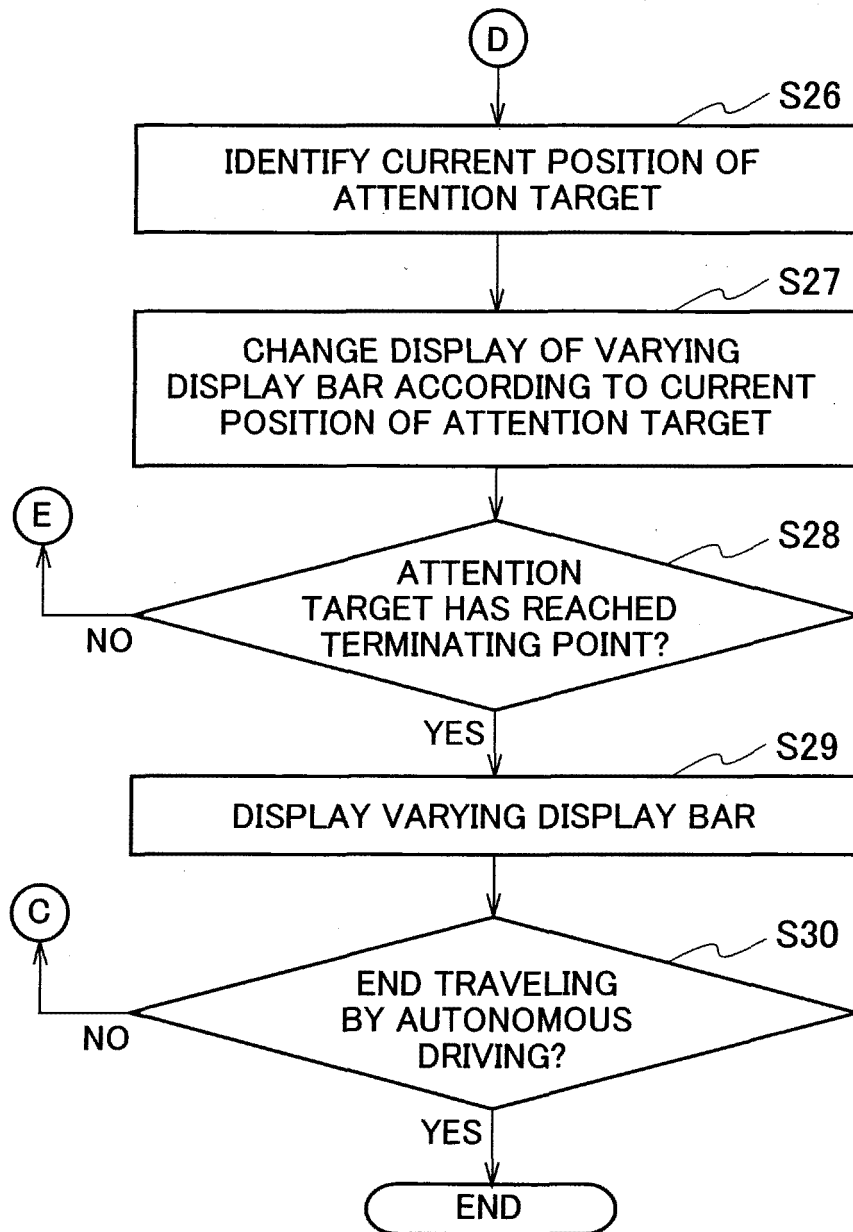 D
S26
IDENTIFY CURRENT POSITION OF
ATTENTION TARGET
S27
CHANGE DISPLAY OF VARYING
DISPLAY BAR ACCORDING TO CURRENT
POSITION OF ATTENTION TARGET
E
S28
ATTENTION
TARGET HAS REACHED
TERMINATING POINT?
NO
YES
S29
DISPLAY VARYING DISPLAY BAR
C
S30
END TRAVELING
BY AUTONOMOUS
DRIVING?
NO
YES
END